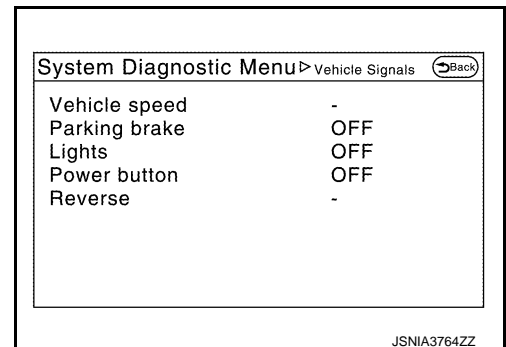 System Diagnostic Menu ▷ Vehicle Signals Back
Vehicle speed -
Parking brake OFF
Lights OFF
Power button OFF
Reverse -
JSNIA3764ZZ